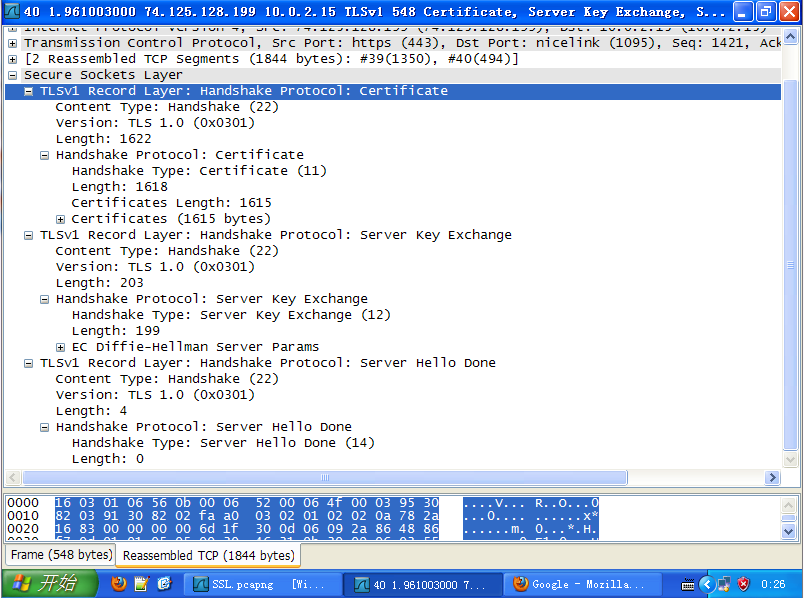 40 1.961003000 74.125.128.199 10.0.2.15 TLSv1 548 Certificate, Server Key Exchange, S...
Internet Protocol Version 4, Src: 74.125.128.199 (74.125.128.199), Dst: 10.0.2.15 (10.0.2.15)
Transmission Control Protocol, Src Port: https (443), Dst Port: nicelink (1095), Seq: 1421, Ack
[2 Reassembled TCP Segments (1844 bytes): #39(1350), #40(494)]
Secure Sockets Layer
TLSv1 Record Layer: Handshake Protocol: Certificate
Content Type: Handshake (22)
Version: TLS 1.0 (0x0301)
Length: 1622
Handshake Protocol: Certificate
Handshake Type: Certificate (11)
Length: 1618
Certificates Length: 1615
Certificates (1615 bytes)
TLSv1 Record Layer: Handshake Protocol: Server Key Exchange
Content Type: Handshake (22)
Version: TLS 1.0 (0x0301)
Length: 203
Handshake Protocol: Server Key Exchange
Handshake Type: Server Key Exchange (12)
Length: 199
EC Diffie-Hellman Server Params
TLSv1 Record Layer: Handshake Protocol: Server Hello Done
Content Type: Handshake (22)
Version: TLS 1.0 (0x0301)
Length: 4
Handshake Protocol: Server Hello Done
Handshake Type: Server Hello Done (14)
Length: 0
0000 16 03 01 06 56 0b 00 06 52 00 06 4f 00 03 95 30 ....V... R..O...0
0010 82 03 91 30 82 02 fa a0 03 02 01 02 02 0a 78 2a ...0.... ......x*
0020 16 83 00 00 00 00 6d 1f 30 0d 06 09 2a 86 48 86 ......m. 0...*.H.
Frame (548 bytes) Reassembled TCP (1844 bytes)
开始 SSL.pcapng [Wi... 40 1.961003000 7... Google - Mozilla... 0:26